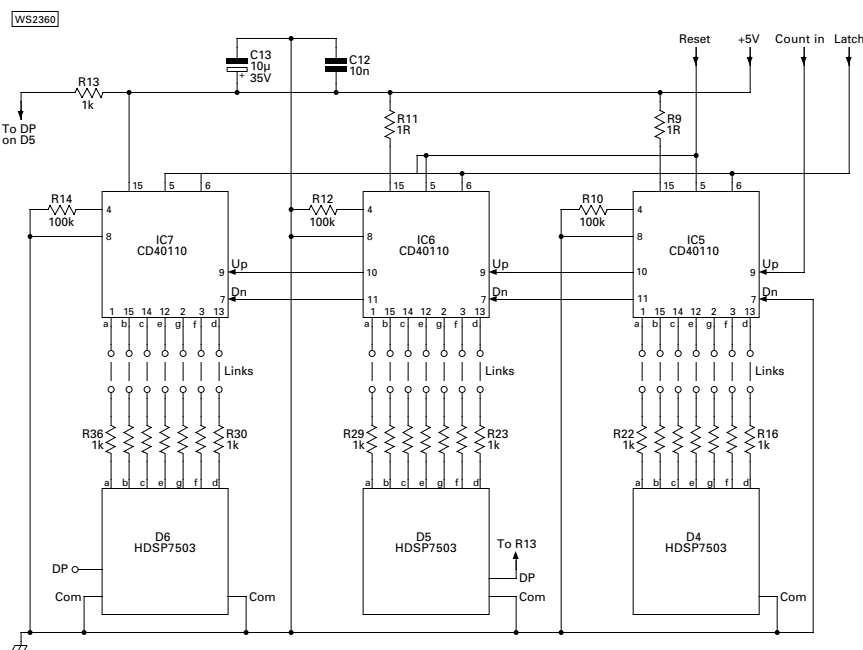 WS2360
Reset
+5V
Count in
Latch
C13
10µ
35V
+
C12
10n
R13
1k
To DP
on D5
R11
1R
R9
1R
15
5
6
15
5
6
15
5
6
R14
100k
4
8
IC7
CD40110
Up
9
Dn
7
R12
100k
4
8
IC6
CD40110
10
11
Up
9
Dn
7
R10
100k
4
8
IC5
CD40110
10
11
Up
9
Dn
7
1 15 14 12 2 3 13
a b c e g f d
1 15 14 12 2 3 13
a b c e g f d
1 15 14 12 2 3 13
a b c e g f d
Links
Links
Links
R36
1k
R30
1k
R29
1k
R23
1k
R22
1k
R16
1k
a b c e g f d
a b c e g f d
a b c e g f d
D6
HDSP7503
D5
HDSP7503
To R13
D4
HDSP7503
DP
DP
Com
Com
Com
Com